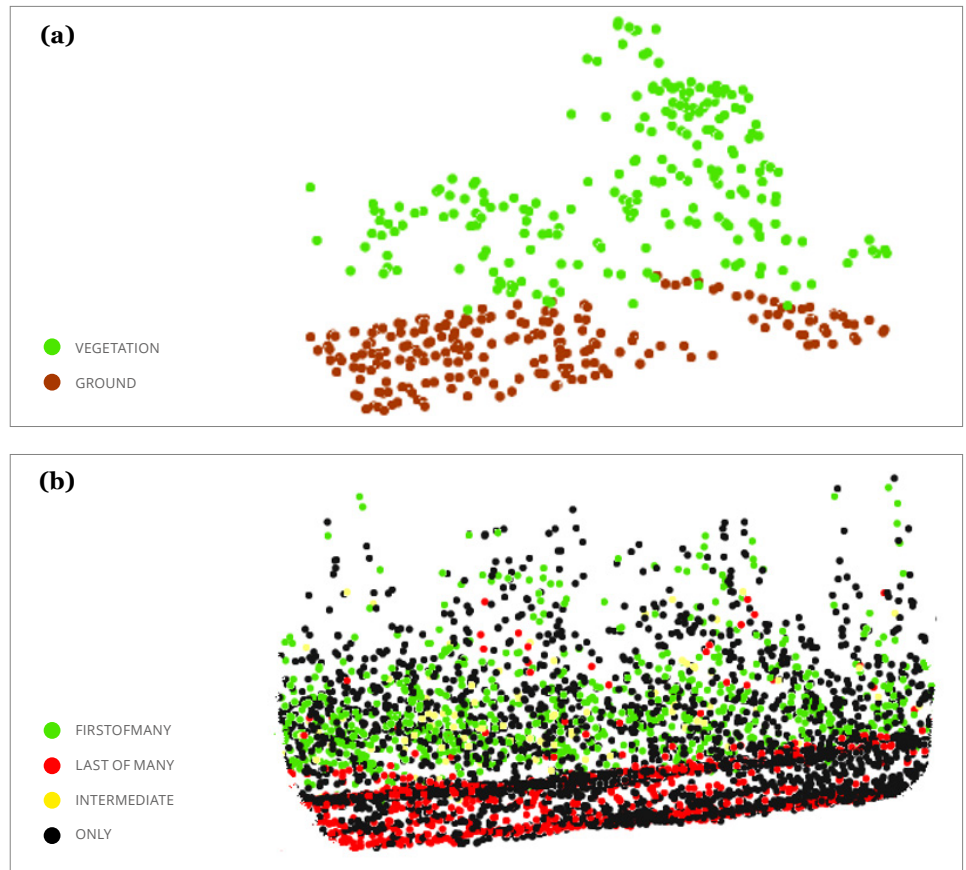 (a)
VEGETATION
GROUND
(b)
FIRSTOFMANY
LAST OF MANY
INTERMEDIATE
ONLY